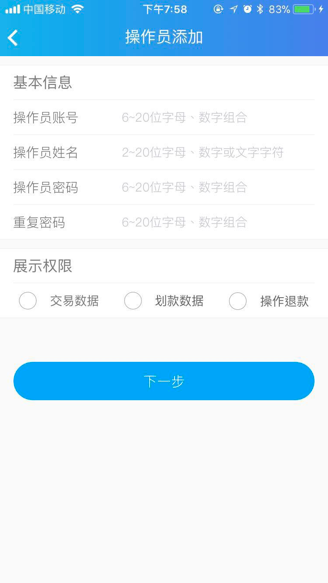 中国移动 下午7:58 83%
操作员添加
基本信息
操作员账号 6~20位字母、数字组合
操作员姓名 2~20位字母、数字或文字字符
操作员密码 6~20位字母、数字组合
重复密码 6~20位字母、数字组合
展示权限
交易数据 划款数据 操作退款
下一步